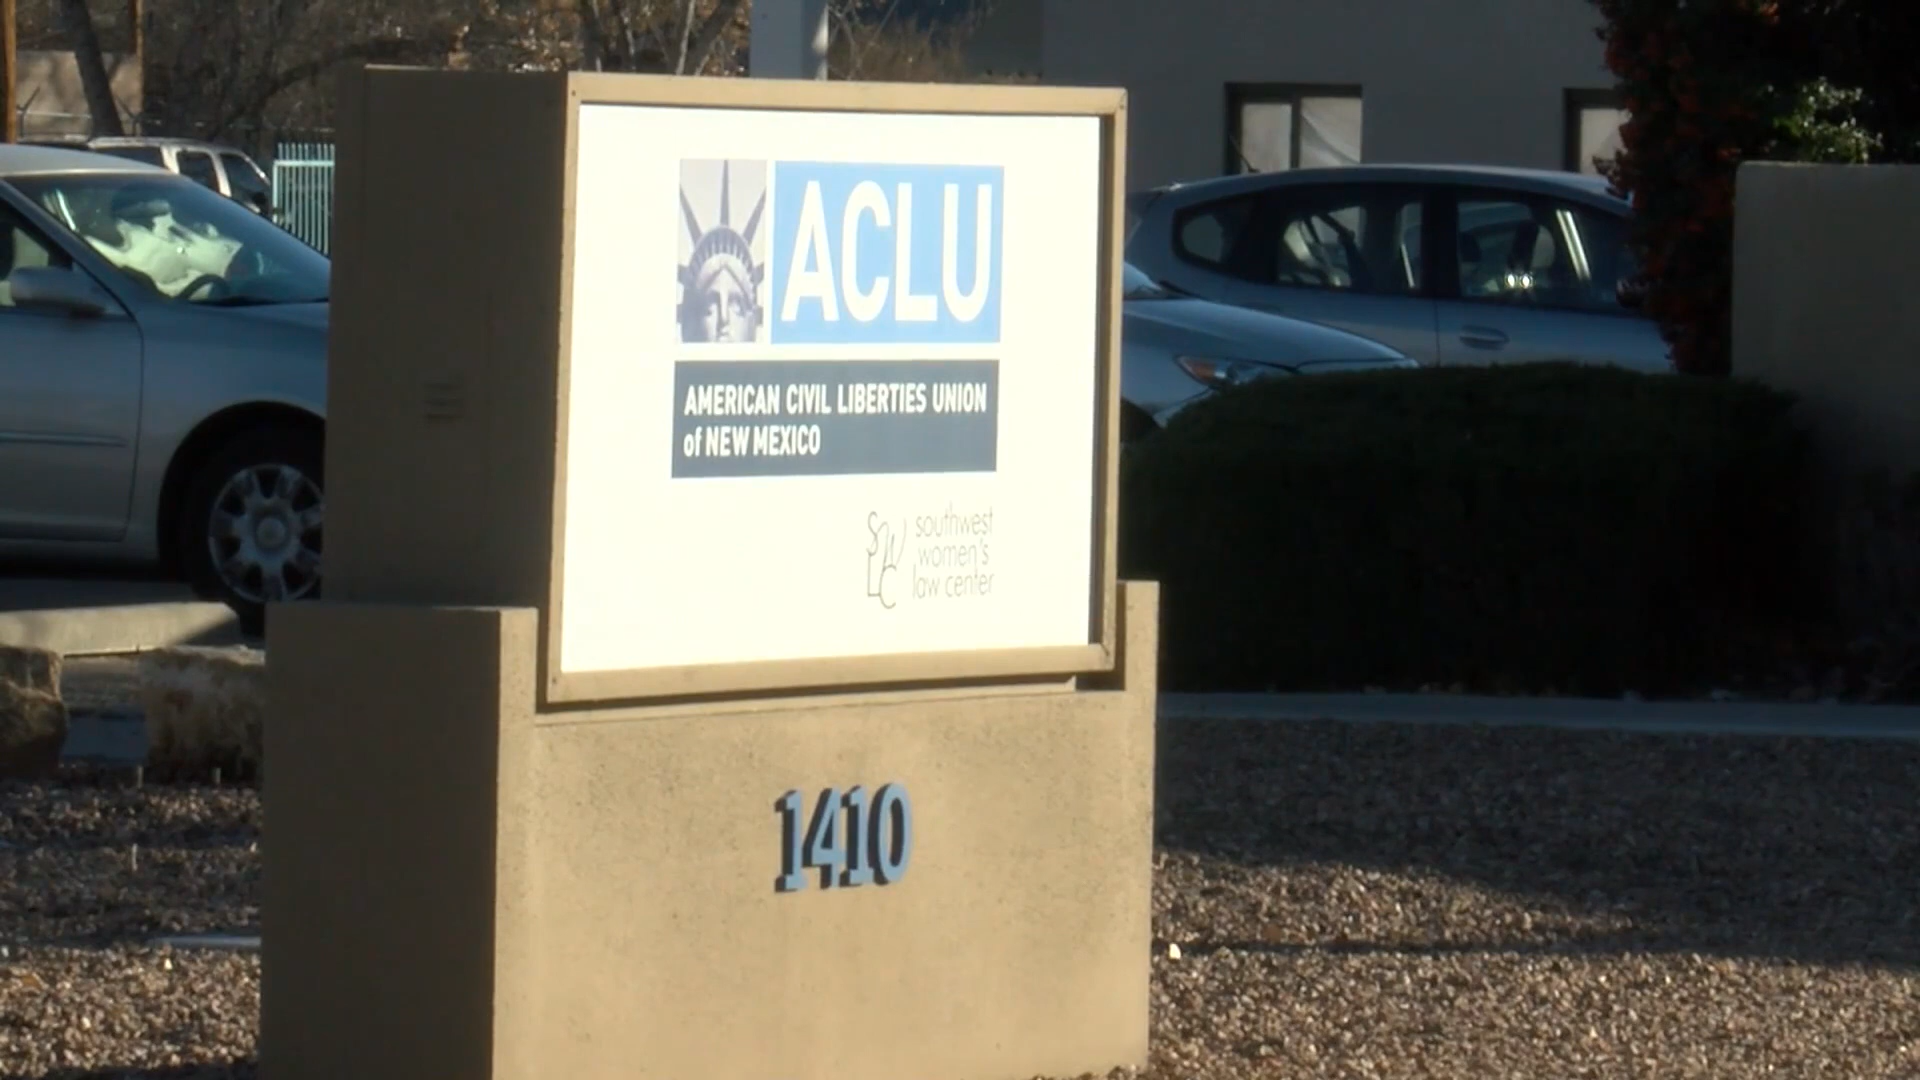 ACLU
AMERICAN CIVIL LIBERTIES UNION
of NEW MEXICO
SWLC
southwest
women's
law center
1410